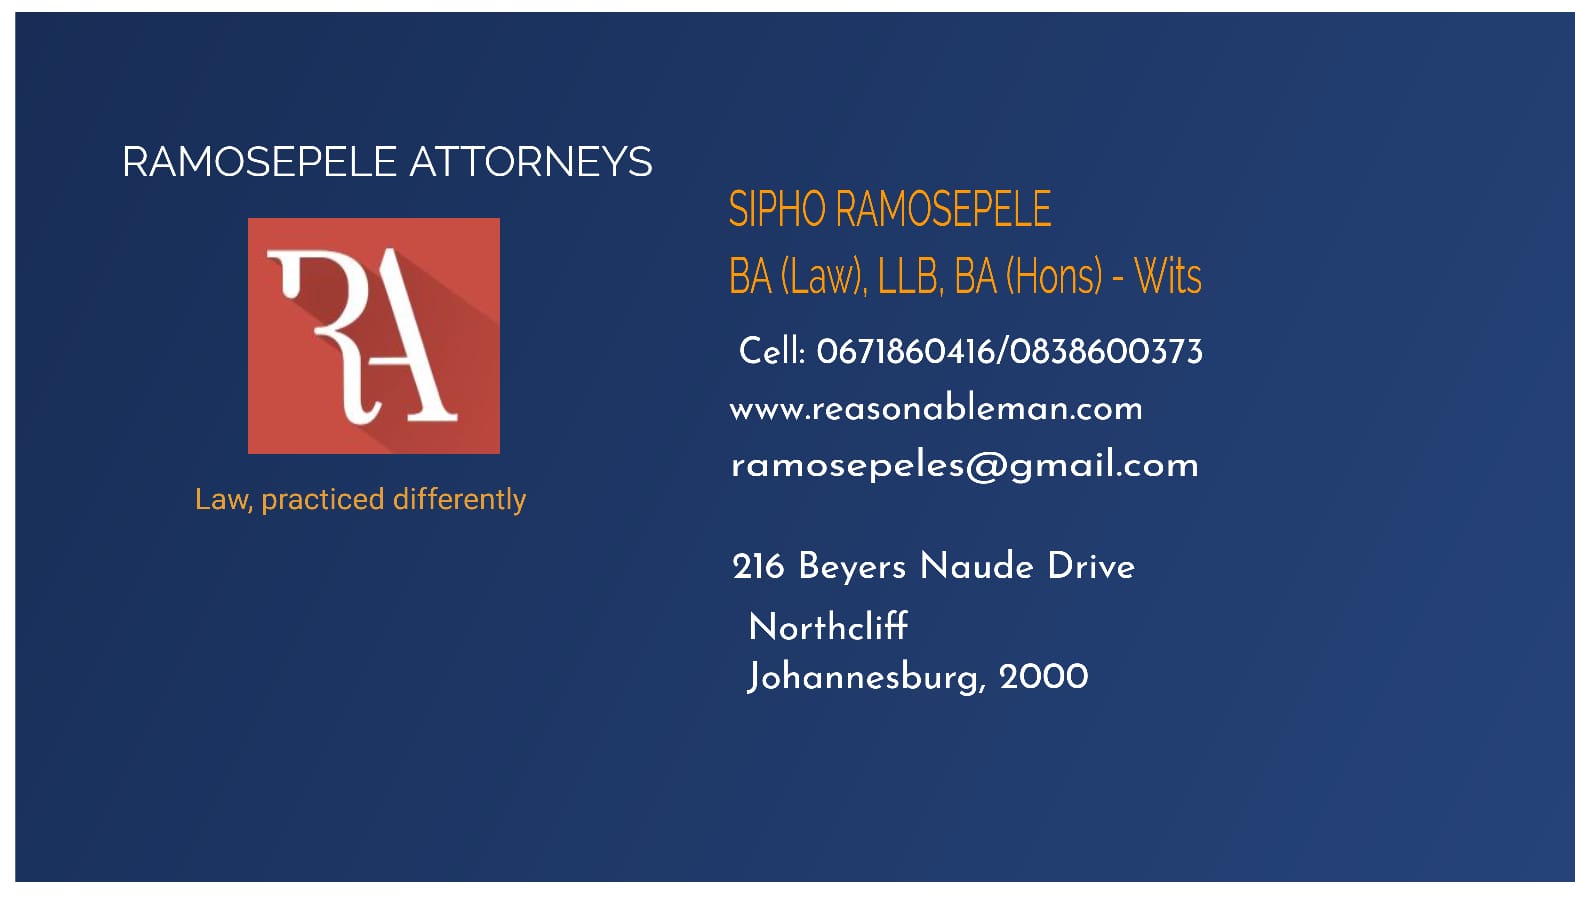 RAMOSEPELE ATTORNEYS
RA
Law, practiced differently
SIPHO RAMOSEPELE
BA (Law), LLB, BA (Hons) - Wits
Cell: 0671860416/0838600373
www.reasonableman.com
ramosepeles@gmail.com
216 Beyers Naude Drive
Northcliff
Johannesburg, 2000